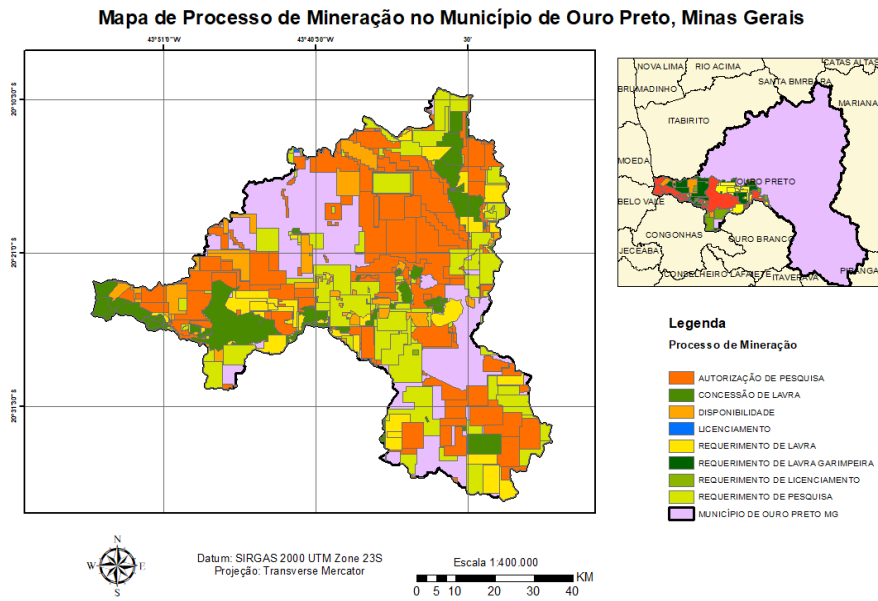 Mapa de Processo de Mineração no Município de Ouro Preto, Minas Gerais
43°51'0"W
43°40'30"W
30'
20°10'30"S
20°21'0"S
20°31'30"S
NOVA LIMA
RIO ACIMA
CATAS ALTAS
SANTA BMRBARA
BRUMADINHO
MARIANA
ITABIRITO
MOEDA
OURO PRETO
BELO VALE
CONGONHAS
OURO BRANCO
JECEABA
CONSELHEIRO LAFAIETE
ITAVERAVA
PIRANGA
Legenda
Processo de Mineração
AUTORIZAÇÃO DE PESQUISA
CONCESSÃO DE LAVRA
DISPONIBILIDADE
LICENCIAMENTO
REQUERIMENTO DE LAVRA
REQUERIMENTO DE LAVRA GARIMPEIRA
REQUERIMENTO DE LICENCIAMENTO
REQUERIMENTO DE PESQUISA
MUNICÍPIO DE OURO PRETO MG
N
W E
S
Datum: SIRGAS 2000 UTM Zone 23S
Projeção: Transverse Mercator
Escala 1:400.000
KM
0 5 10 20 30 40